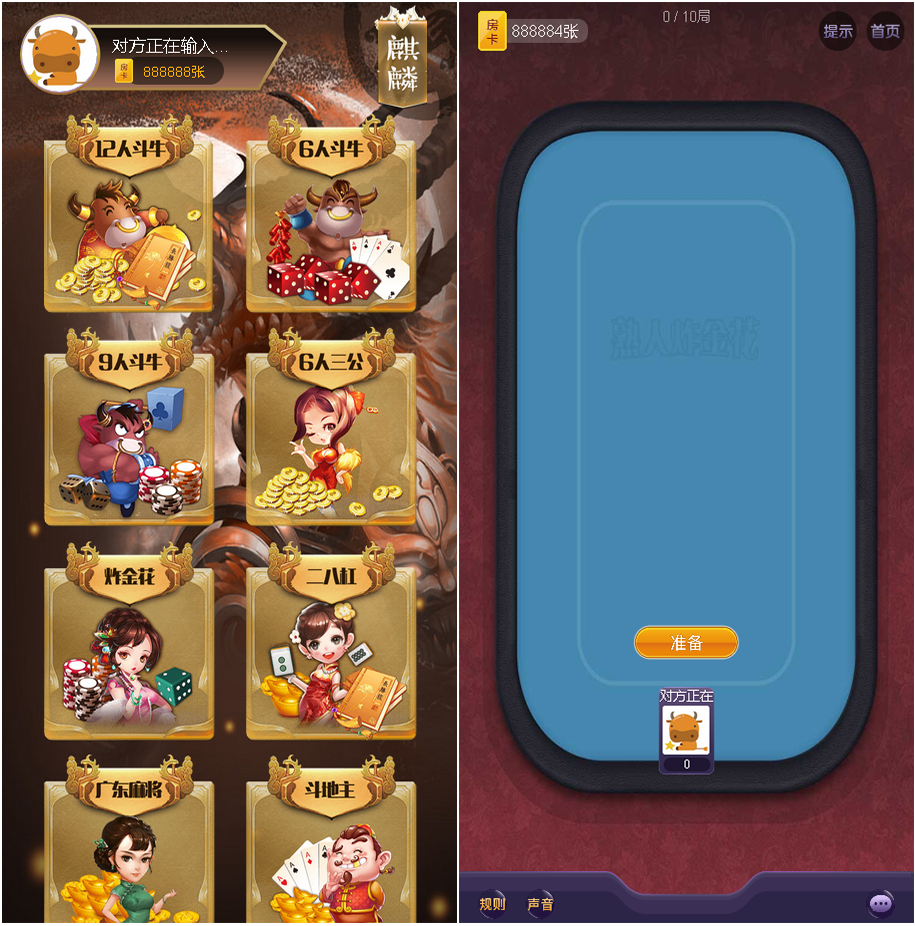 对方正在输入...
房卡
888888张
麒麟
12人斗牛
6人斗牛
9人斗牛
6人三公
炸金花
二八杠
广东麻将
斗地主
房卡
888884张
0 / 10局
提示
首页
熟人炸金花
准备
对方正在
0
规则
声音